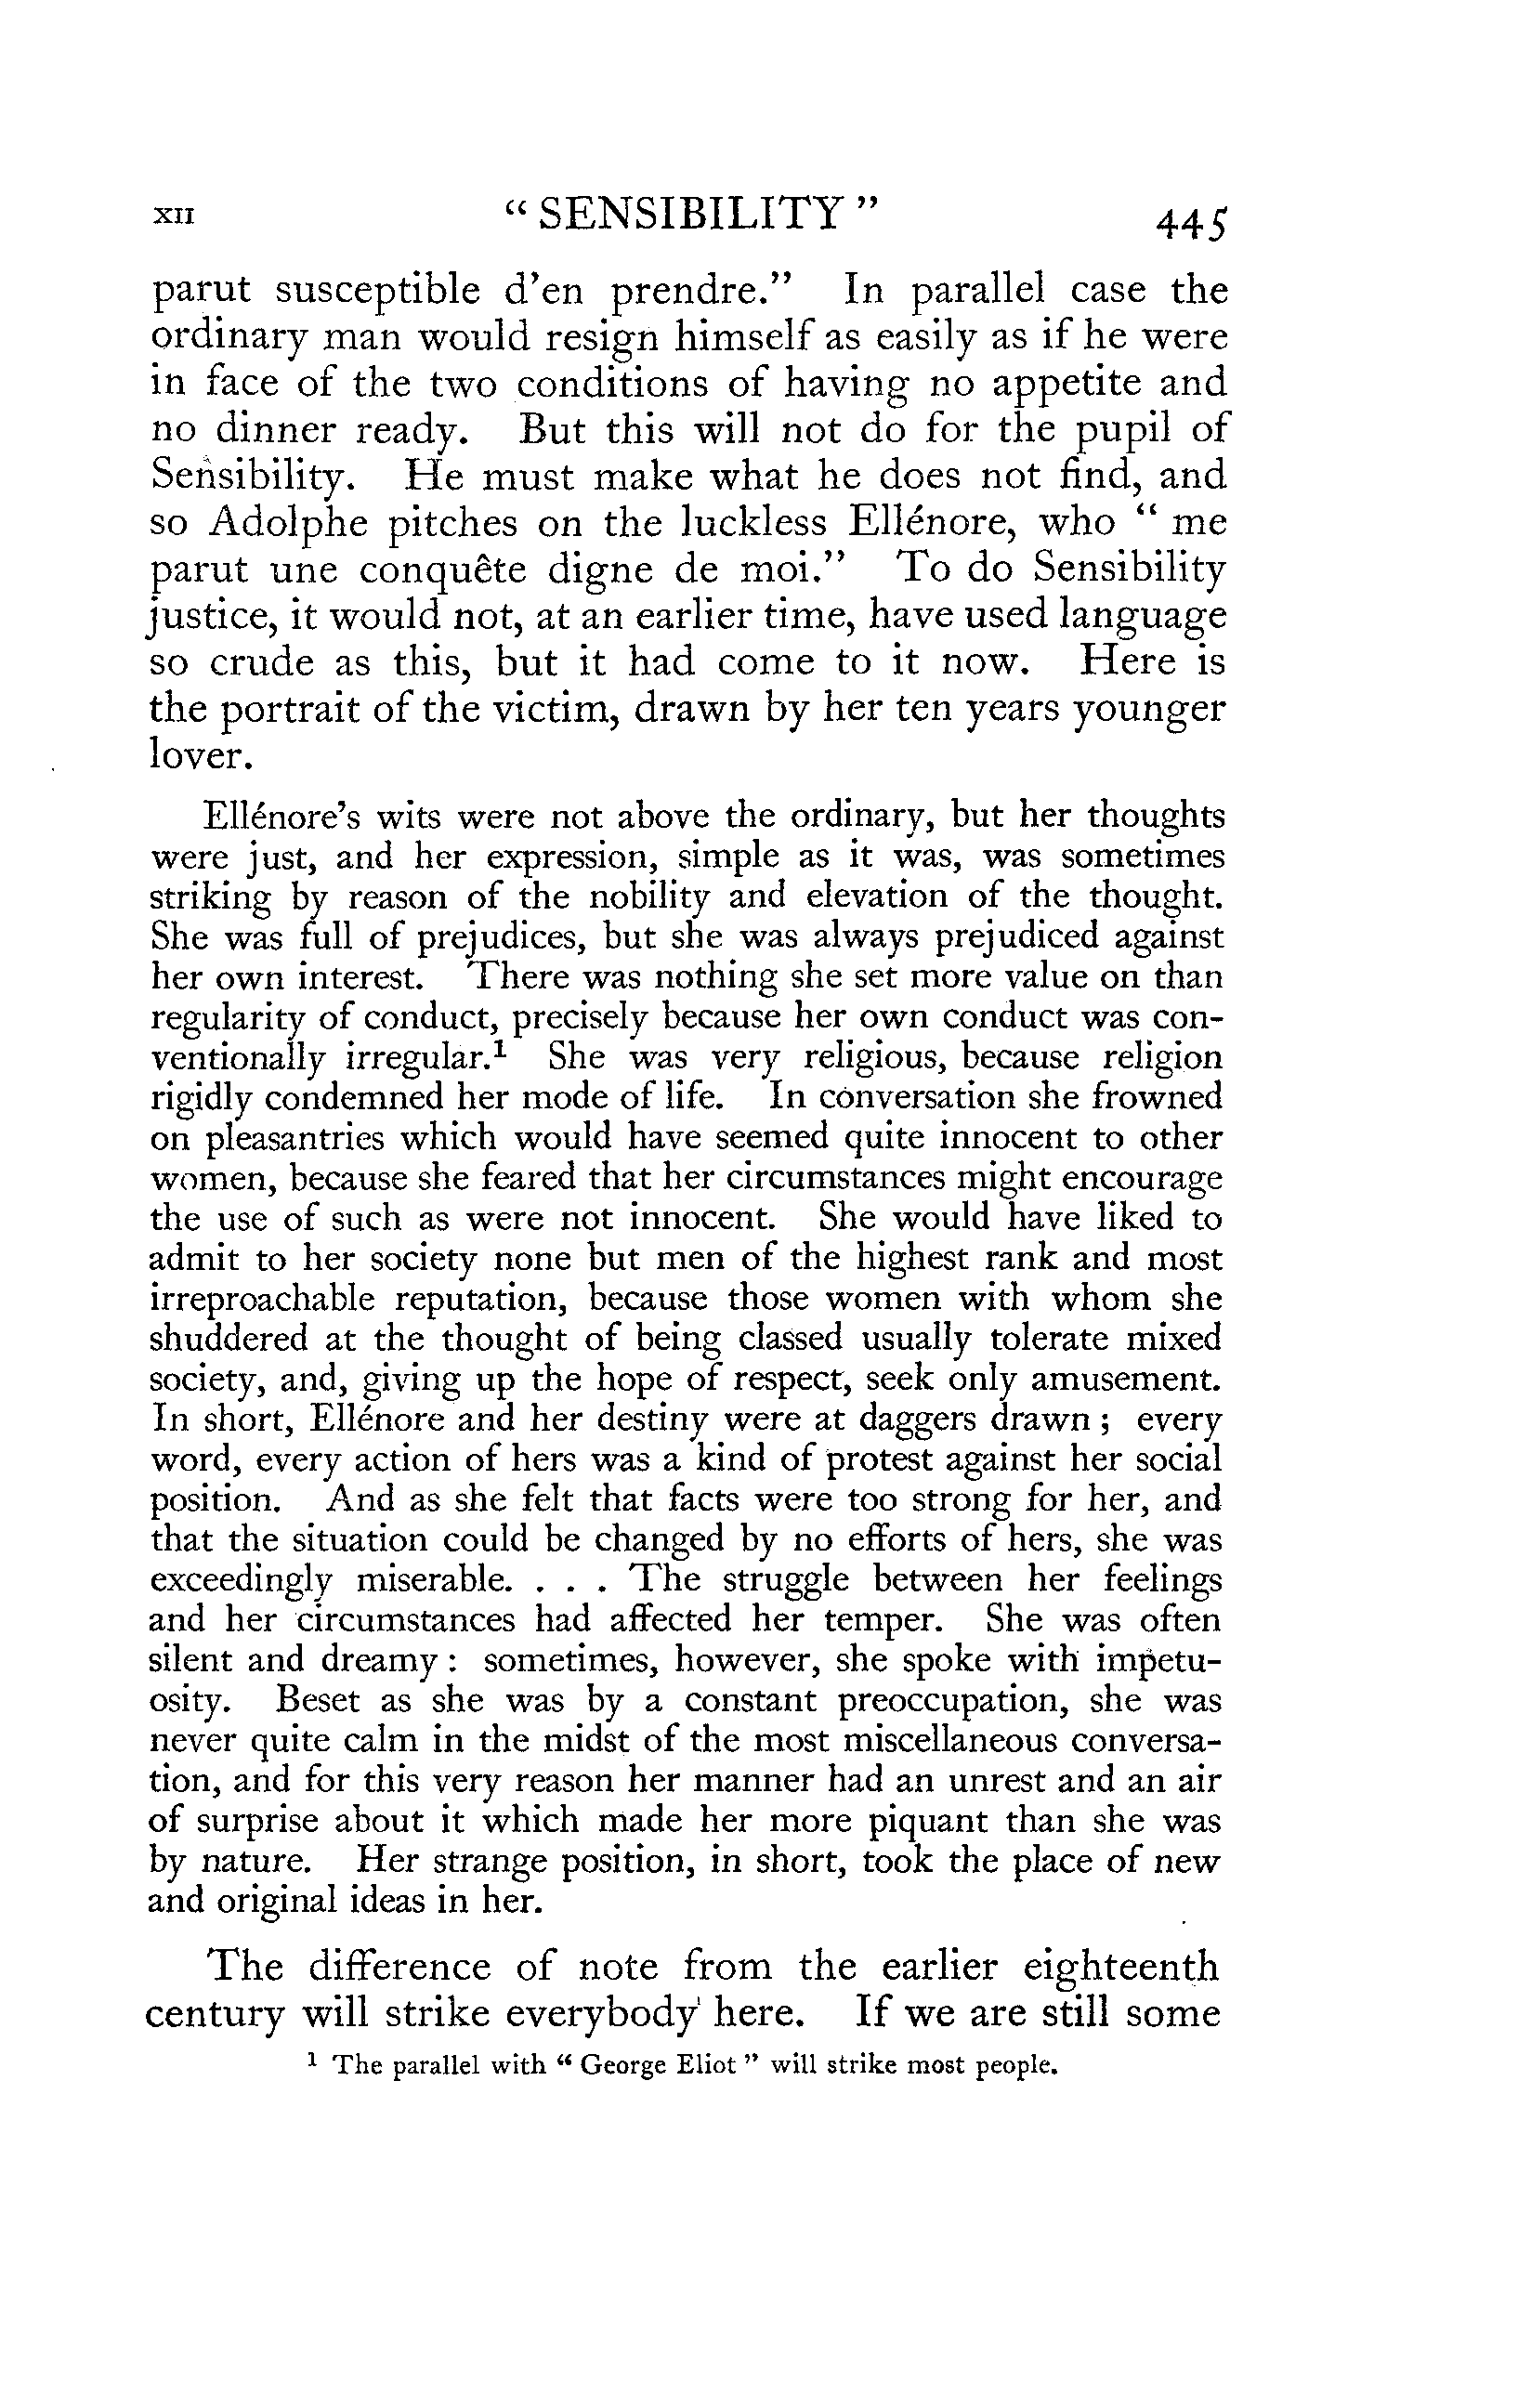 XII “ SENSIBILITY ” 445
parut susceptible d’en prendre.” In parallel case the
ordinary man would resign himself as easily as if he were
in face of the two conditions of having no appetite and
no dinner ready. But this will not do for the pupil of
Sensibility. He must make what he does not find, and
so Adolphe pitches on the luckless Ellénore, who “ me
parut une conquête digne de moi.” To do Sensibility
justice, it would not, at an earlier time, have used language
so crude as this, but it had come to it now. Here is
the portrait of the victim, drawn by her ten years younger
lover.
Ellénore’s wits were not above the ordinary, but her thoughts
were just, and her expression, simple as it was, was sometimes
striking by reason of the nobility and elevation of the thought.
She was full of prejudices, but she was always prejudiced against
her own interest. There was nothing she set more value on than
regularity of conduct, precisely because her own conduct was con-
ventionally irregular.¹ She was very religious, because religion
rigidly condemned her mode of life. In conversation she frowned
on pleasantries which would have seemed quite innocent to other
women, because she feared that her circumstances might encourage
the use of such as were not innocent. She would have liked to
admit to her society none but men of the highest rank and most
irreproachable reputation, because those women with whom she
shuddered at the thought of being classed usually tolerate mixed
society, and, giving up the hope of respect, seek only amusement.
In short, Ellénore and her destiny were at daggers drawn ; every
word, every action of hers was a kind of protest against her social
position. And as she felt that facts were too strong for her, and
that the situation could be changed by no efforts of hers, she was
exceedingly miserable. . . . The struggle between her feelings
and her circumstances had affected her temper. She was often
silent and dreamy : sometimes, however, she spoke with impetu-
osity. Beset as she was by a constant preoccupation, she was
never quite calm in the midst of the most miscellaneous conversa-
tion, and for this very reason her manner had an unrest and an air
of surprise about it which made her more piquant than she was
by nature. Her strange position, in short, took the place of new
and original ideas in her.
The difference of note from the earlier eighteenth
century will strike everybody here. If we are still some
¹ The parallel with “ George Eliot ” will strike most people.